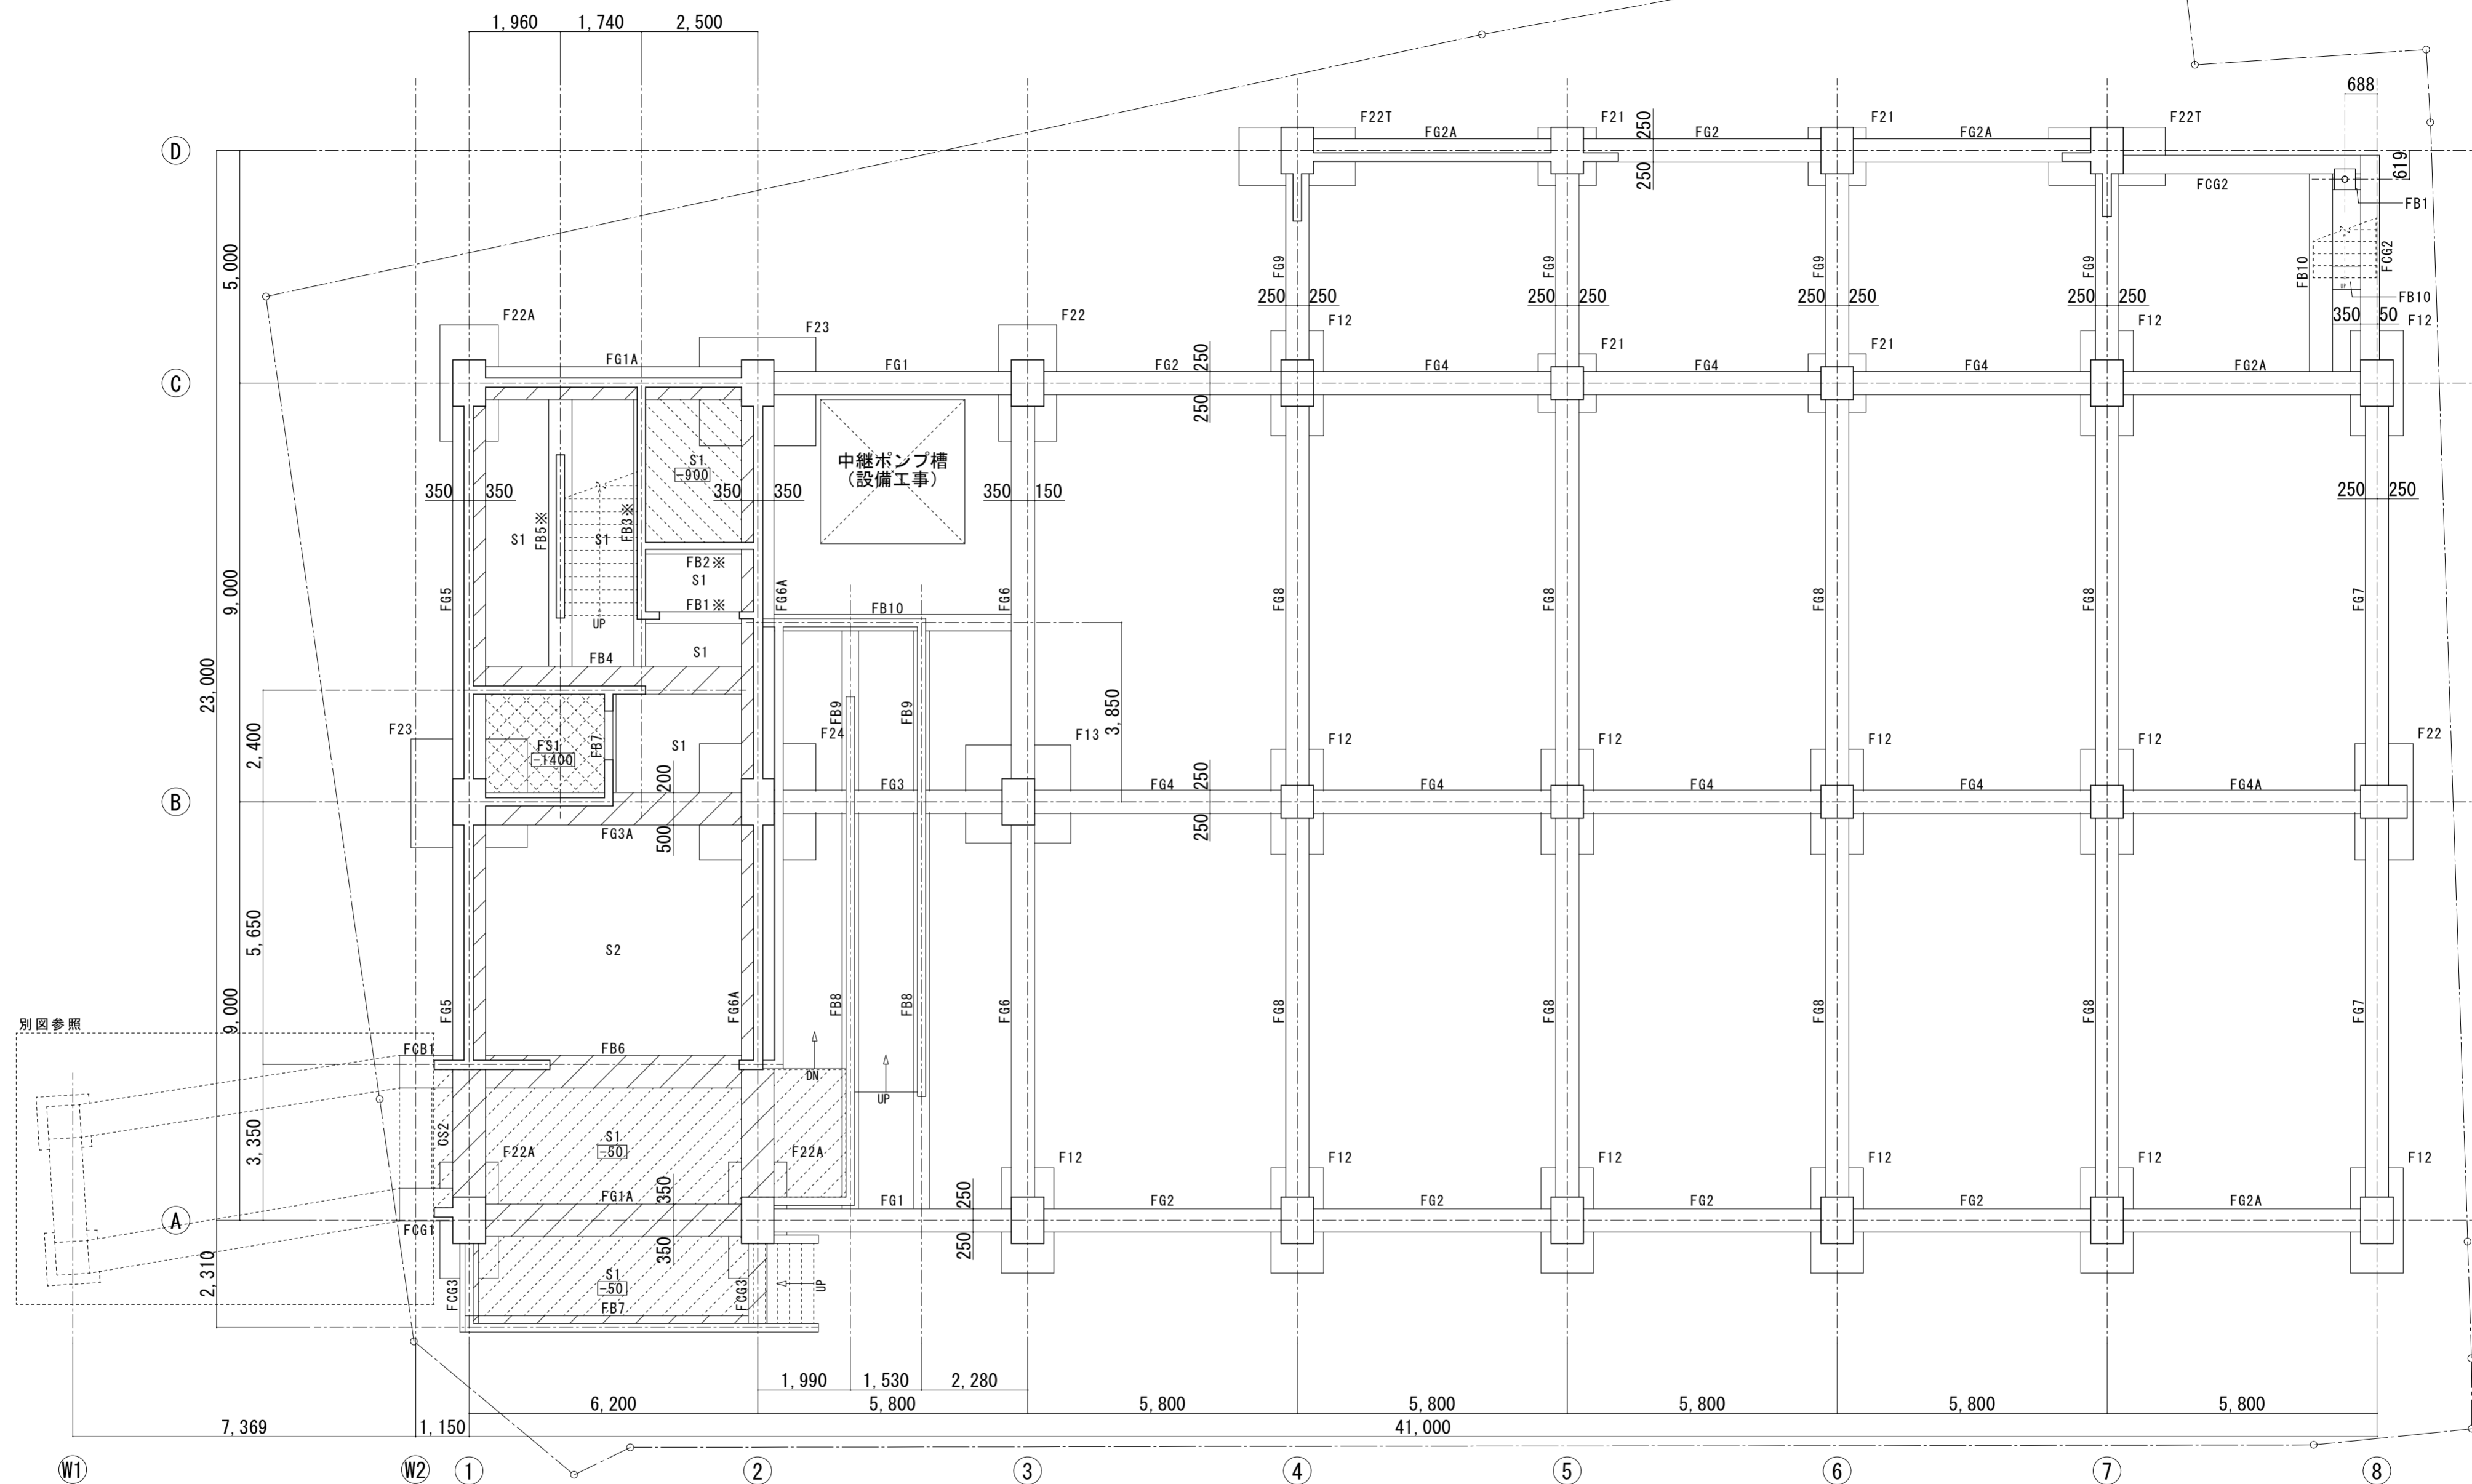 1,960
1,740
2,500
688
F22T
FG2A
F21
250
FG2
F21
FG2A
F22T
D
250
619
FCG2
FB1
5,000
FG9
FG9
FG9
FG9
FB10
FCG2
250
250
250
250
250
250
250
250
FB10
350
50
F22A
F23
F22
F12
F21
F21
F12
F12
FG1A
FG1
FG2
250
FG4
FG4
FG4
FG2A
C
250
中継ポンプ槽
(設備工事)
S1
-900
350
350
350
350
350
150
250
250
S1
FB5※
S1
FB3※
FB2※
S1
FB1※
9,000
FG5
FG6A
FB10
FG6
FG8
FG8
FG8
FG8
FG7
UP
FB4
S1
23,000
2,400
F23
FS1
-1400
FB7
S1
200
F24
FB9
FB9
3,850
F13
F12
F12
F12
F12
F22
B
FG3A
500
FG3
FG4
250
250
FG4
FG4
FG4
FG4A
5,650
S2
9,000
FG5
FG6A
FB8
FB8
FG6
FG8
FG8
FG8
FG8
FG7
別図参照
FCB1
FB6
DN
UP
3,350
CS2
F22A
S1
-50
F22A
F12
F12
F12
F12
F12
F12
FG1A
350
FG1
250
FG2
FG2
FG2
FG2
FG2A
A
FCG1
350
250
2,310
FCG3
S1
-50
FCG3
UP
FB7
1,990
1,530
2,280
6,200
5,800
5,800
5,800
5,800
5,800
5,800
7,369
1,150
41,000
W1
W2
1
2
3
4
5
6
7
8